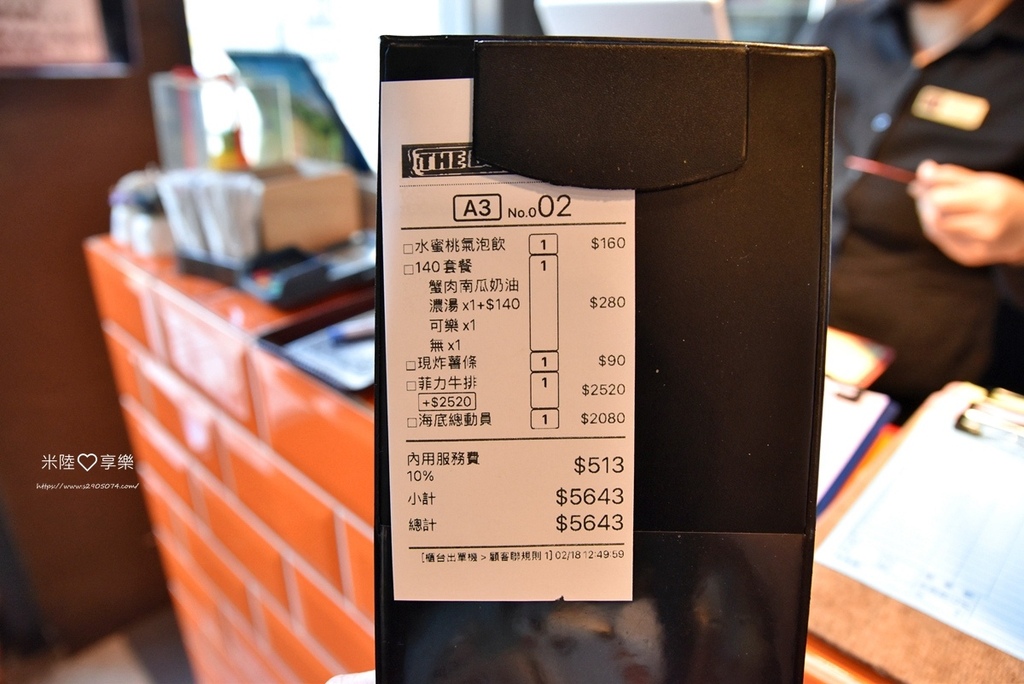 THE
A3 No.002
□水蜜桃氣泡飲 1 $160
□140套餐 1
蟹肉南瓜奶油
濃湯 x1+$140 $280
可樂 x1
無 x1
□現炸薯條 1 $90
□菲力牛排 1 $2520
+$2520
□海底總動員 1 $2080
內用服務費 $513
10%
小計 $5643
總計 $5643
[櫃台出單機 > 顧客聯規則 1] 02/18 12:49:59
米陸♡享樂
https://www.s2905074.com/